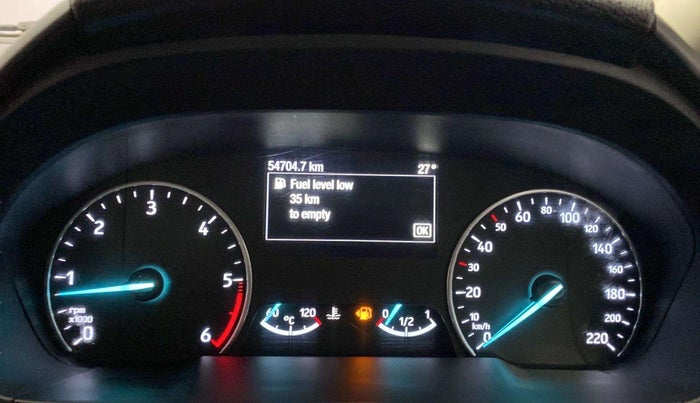 54704.7 km 27°
Fuel level low
35 km
to empty
OK
0 1 2 3 4 5 6
rpm
x1000
60 120
°C
0 1/2 1
0 10 20 30 40 50 60 80 100 120 140 160 180 200 220
km/h